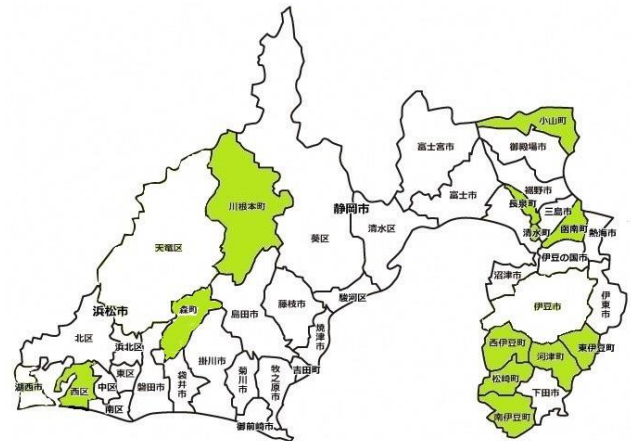 小山町
御殿場市
富士宮市
裾野市
富士市
長泉町
三島市
川根本町
静岡市
清水区
清水町
函南町
熱海市
天竜区
葵区
伊豆の国市
沼津市
駿河区
伊豆市
伊東市
浜松市
森町
島田市
藤枝市
焼津市
北区
浜北区
西伊豆町
河津町
東伊豆町
掛川市
吉田町
湖西市
西区
中区
東区
磐田市
袋井市
菊川市
牧之原市
松崎町
下田市
南区
御前崎市
南伊豆町